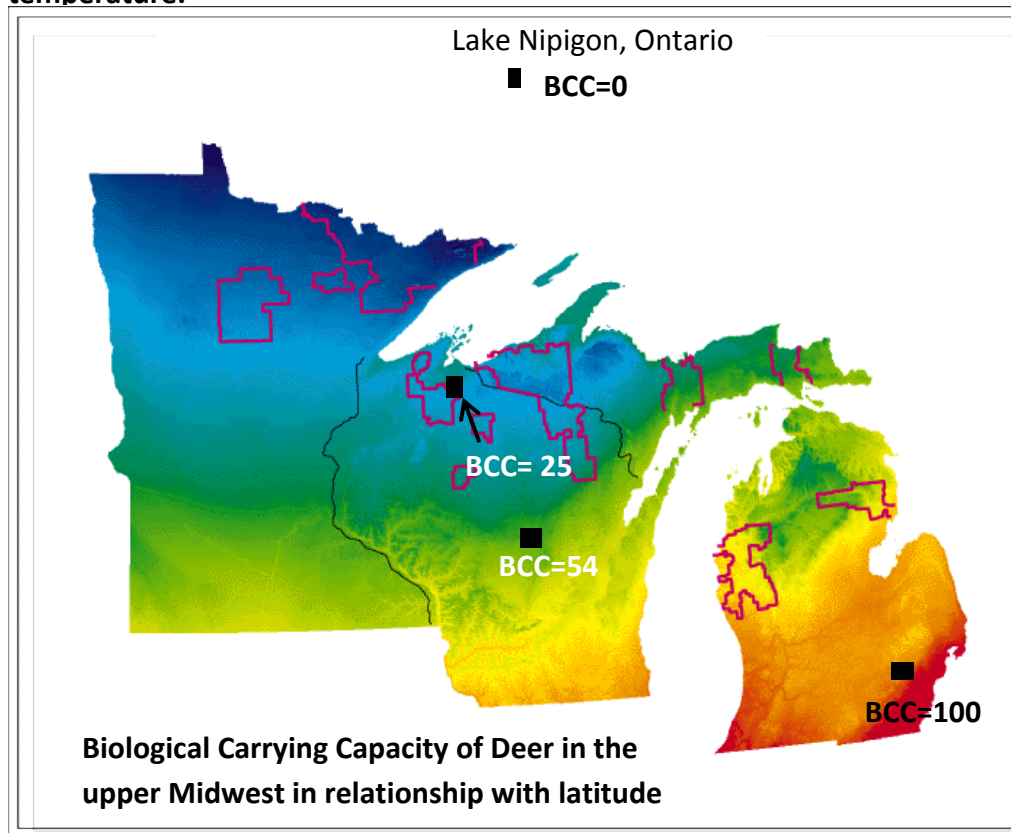 temperature.
Lake Nipigon, Ontario
BCC=0
BCC= 25
BCC=54
BCC=100
Biological Carrying Capacity of Deer in the
upper Midwest in relationship with latitude